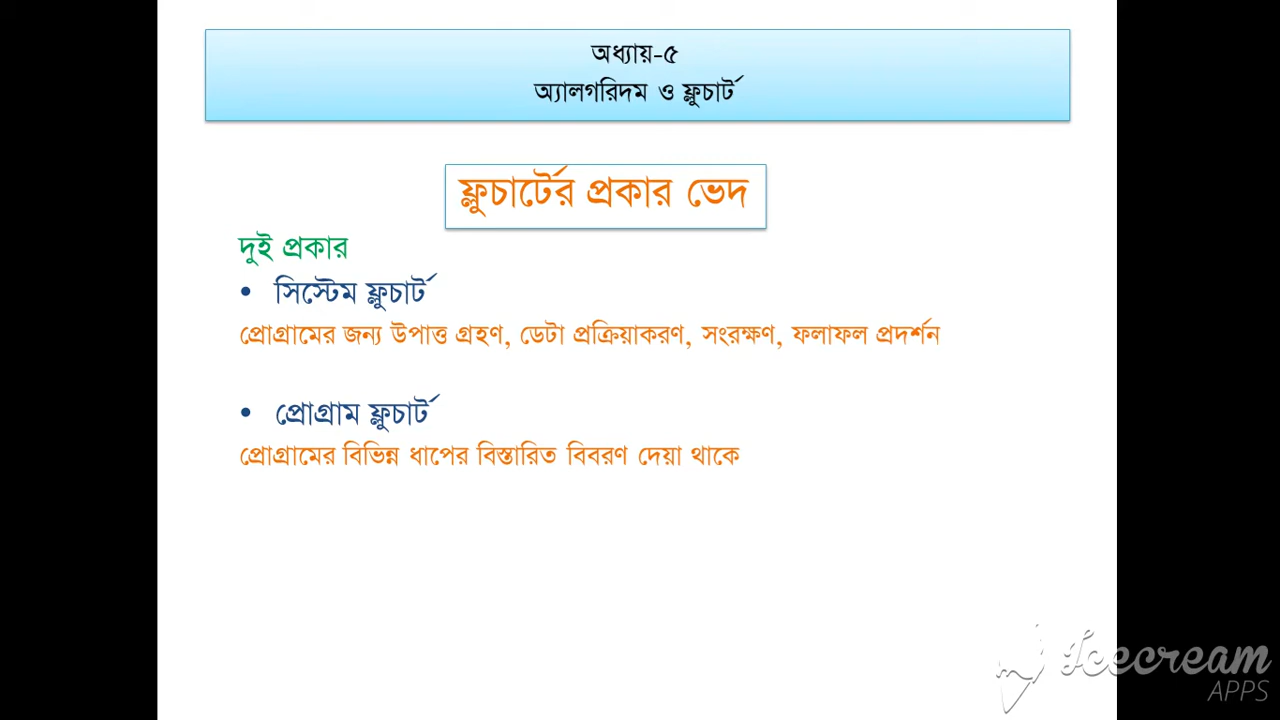 অধ্যায়-৫
অ্যালগরিদম ও ফ্লুচার্ট
ফ্লুচার্টের প্রকার ভেদ
দুই প্রকার
• সিস্টেম ফ্লুচার্ট
প্রোগ্রামের জন্য উপাত্ত গ্রহণ, ডেটা প্রক্রিয়াকরণ, সংরক্ষণ, ফলাফল প্রদর্শন
• প্রোগ্রাম ফ্লুচার্ট
প্রোগ্রামের বিভিন্ন ধাপের বিস্তারিত বিবরণ দেয়া থাকে
Icecream
APPS